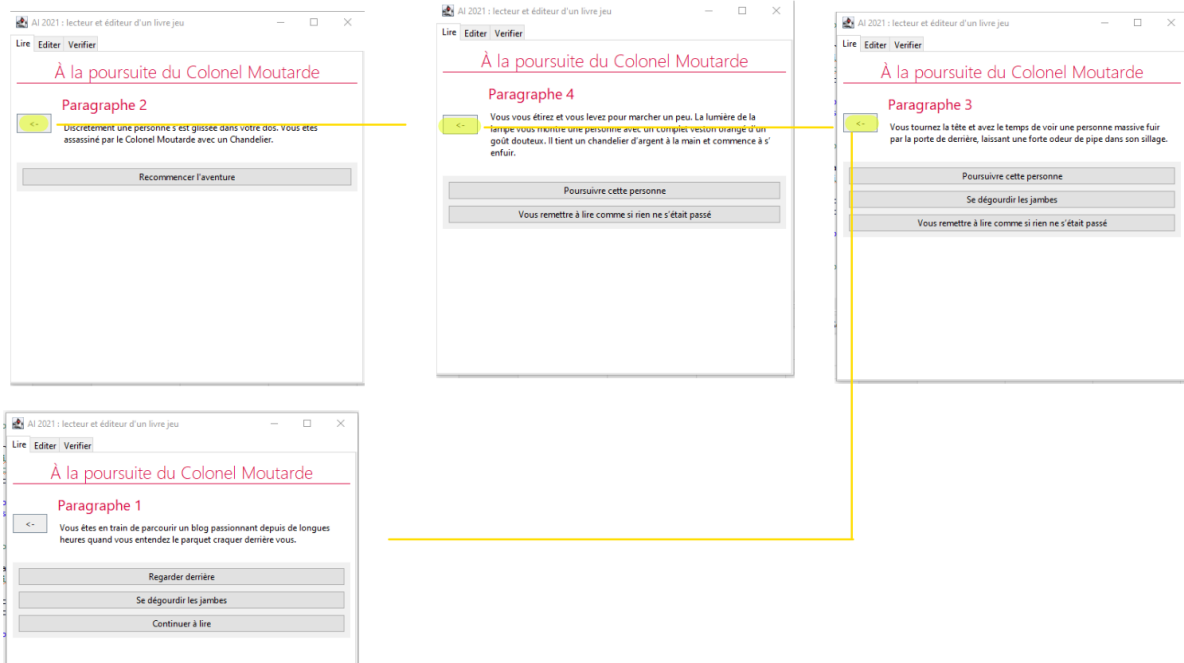 AI 2021 : lecteur et éditeur d'un livre jeu
Lire Editer Verifier
À la poursuite du Colonel Moutarde
Paragraphe 2
<-
Discrètement une personne s'est glissée dans votre dos. Vous êtes
assassiné par le Colonel Moutarde avec un Chandelier.
Recommencer l'aventure
AI 2021 : lecteur et éditeur d'un livre jeu
Lire Editer Verifier
À la poursuite du Colonel Moutarde
Paragraphe 4
<-
Vous vous étirez et vous levez pour marcher un peu. La lumière de la
lampe vous montre une personne avec un complet veston orange d'un
goût douteux. Il tient un chandelier d'argent à la main et commence à s'
enfuir.
Poursuivre cette personne
Vous remettre à lire comme si rien ne s'était passé
AI 2021 : lecteur et éditeur d'un livre jeu
Lire Editer Verifier
À la poursuite du Colonel Moutarde
Paragraphe 3
<-
Vous tournez la tête et avez le temps de voir une personne massive fuir
par la porte de derrière, laissant une forte odeur de pipe dans son sillage.
Poursuivre cette personne
Se dégourdir les jambes
Vous remettre à lire comme si rien ne s'était passé
AI 2021 : lecteur et éditeur d'un livre jeu
Lire Editer Verifier
À la poursuite du Colonel Moutarde
Paragraphe 1
<-
Vous êtes en train de parcourir un blog passionnant depuis de longues
heures quand vous entendez le parquet craquer derrière vous.
Regarder derrière
Se dégourdir les jambes
Continuer à lire